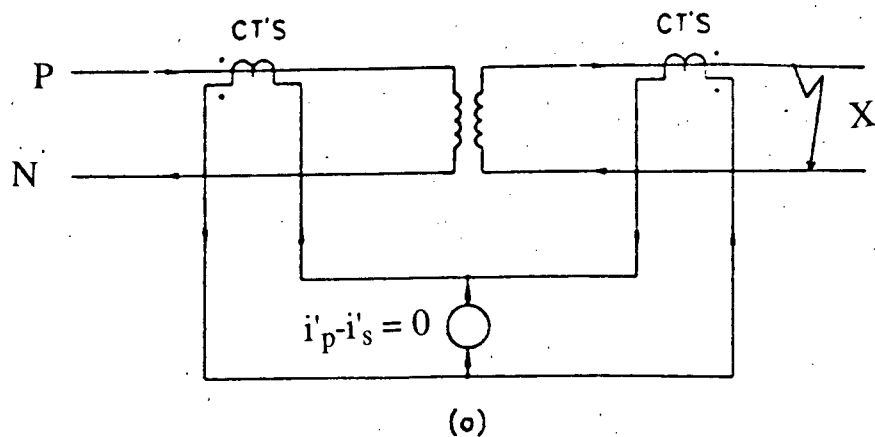 CT'S
CT'S
P
X
N
i'p-i's = 0
(a)